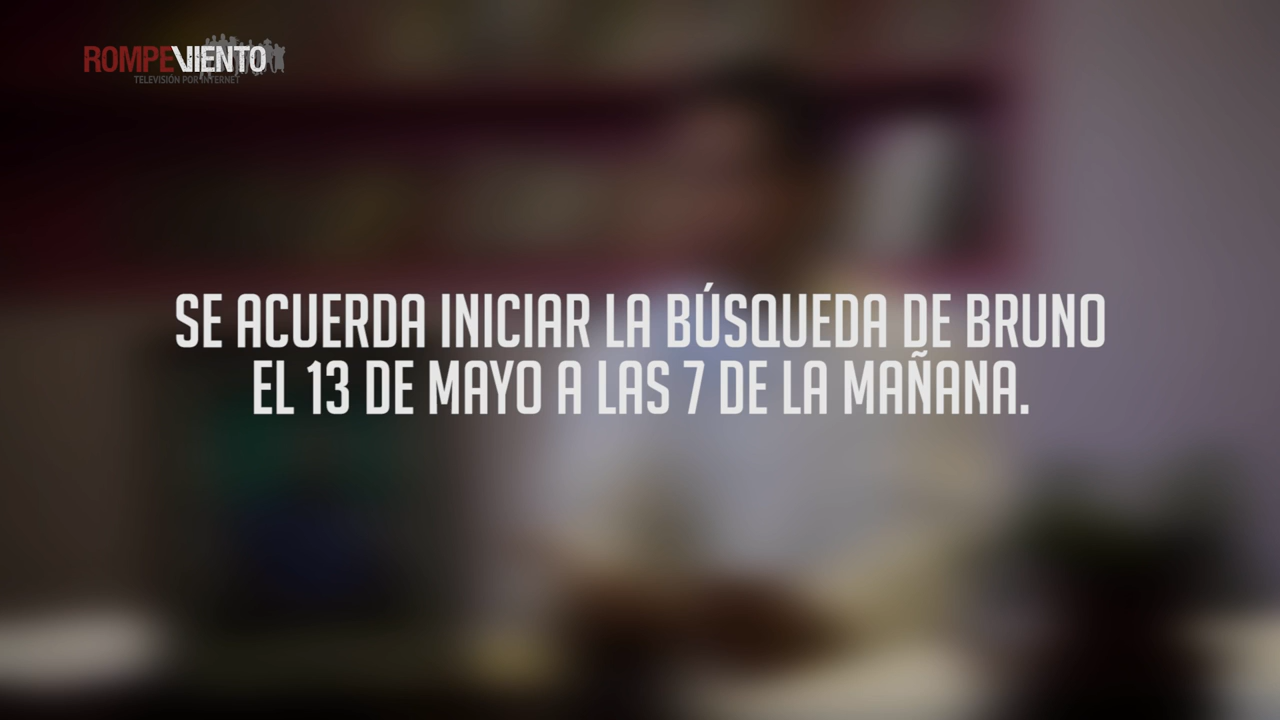 ROMPEVIENTO
TELEVISIÓN POR INTERNET
SE ACUERDA INICIAR LA BÚSQUEDA DE BRUNO
EL 13 DE MAYO A LAS 7 DE LA MAÑANA.